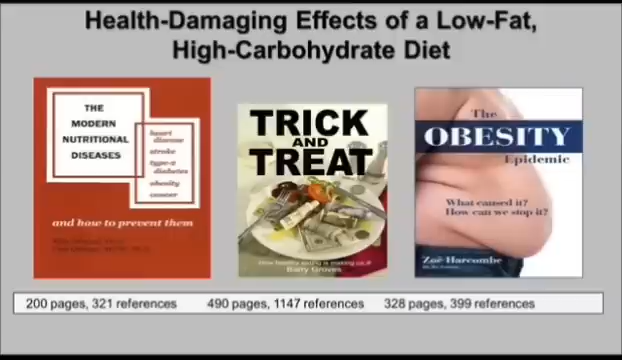 Health-Damaging Effects of a Low-Fat,
High-Carbohydrate Diet
THE
MODERN
NUTRITIONAL
DISEASES
heart
disease
stroke
type-2
diabetes
obesity
cancer
and how to prevent them
TRICK
AND
TREAT
Barry Groves
The
OBESITY
Epidemic
What caused it?
How can we stop it?
Zoë Harcombe
200 pages, 321 references
490 pages, 1147 references
328 pages, 399 references